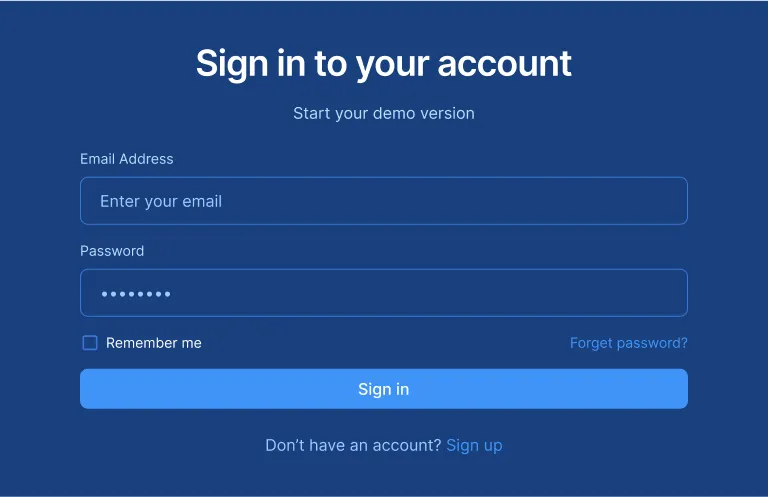 Sign in to your account
Start your demo version
Email Address
Enter your email
Password
••••••••
Remember me
Forget password?
Sign in
Don’t have an account? Sign up